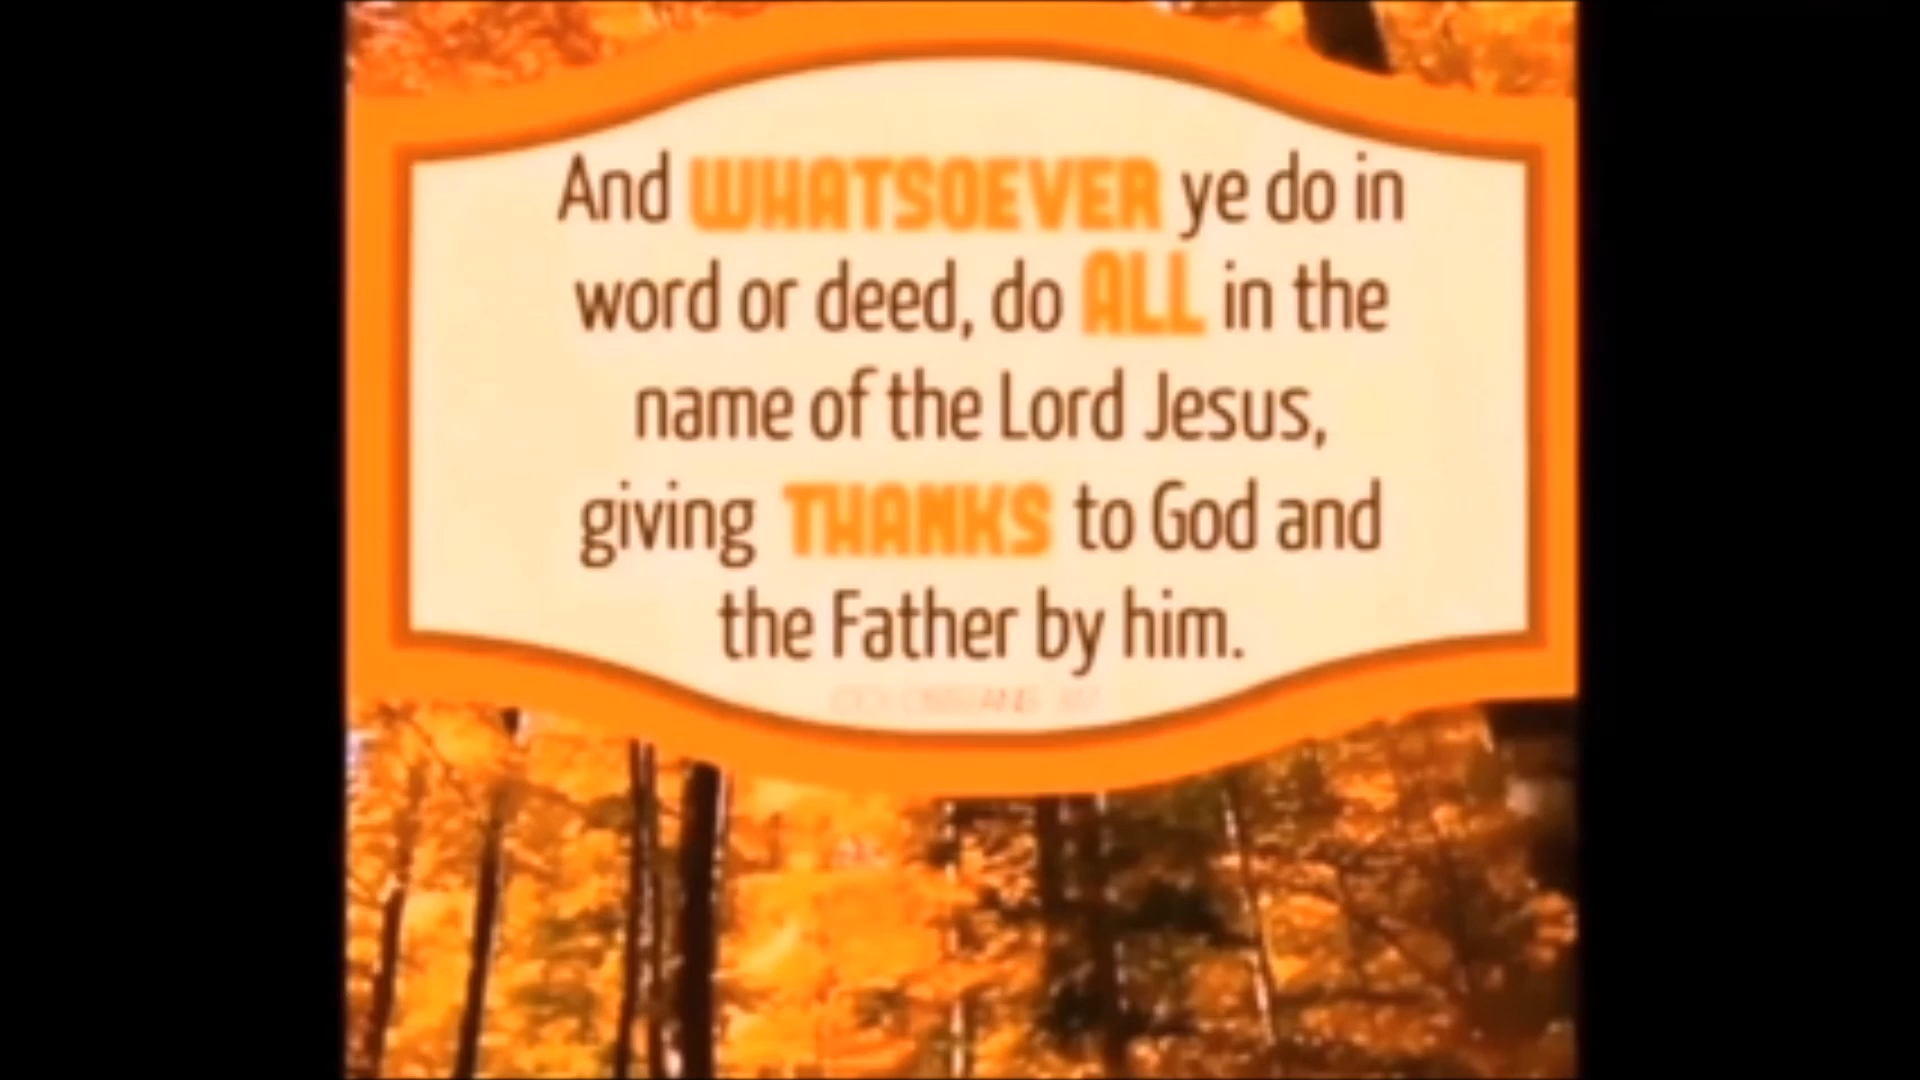 And WHATSOEVER ye do in
word or deed, do ALL in the
name of the Lord Jesus,
giving THANKS to God and
the Father by him.
COLOSSIANS